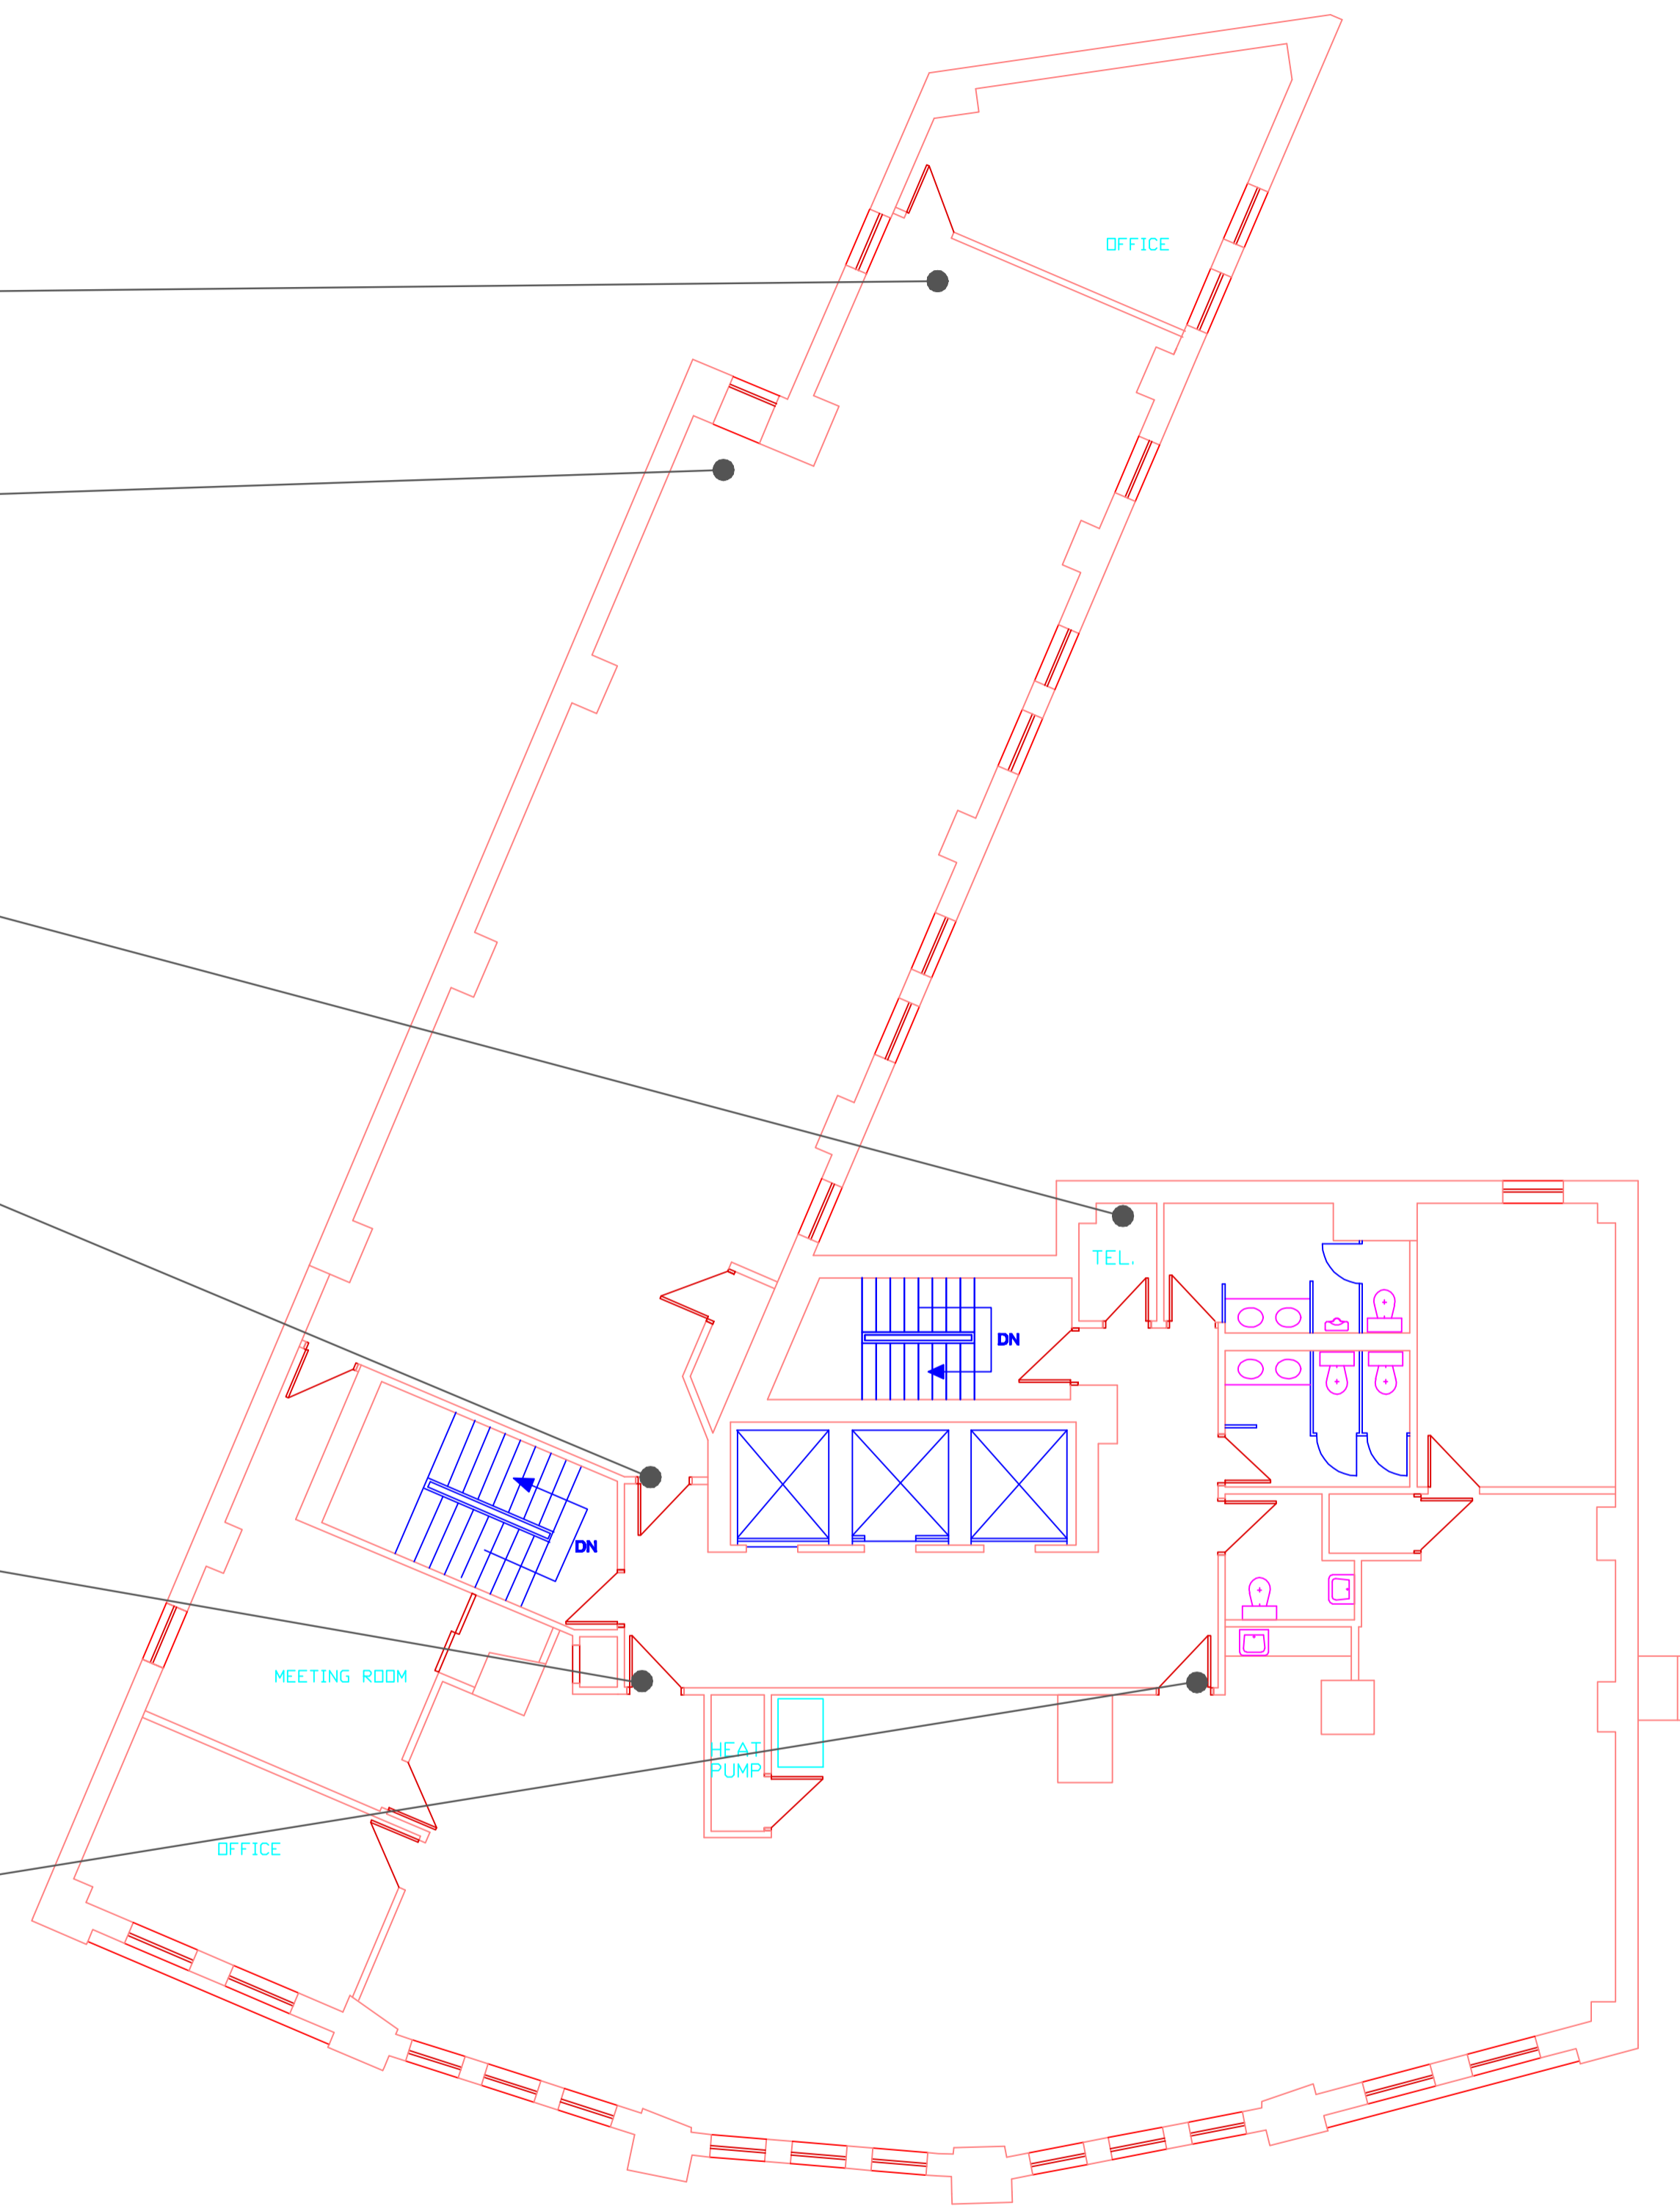 OFFICE
TEL.
DN
DN
MEETING ROOM
HEAT
PUMP
OFFICE